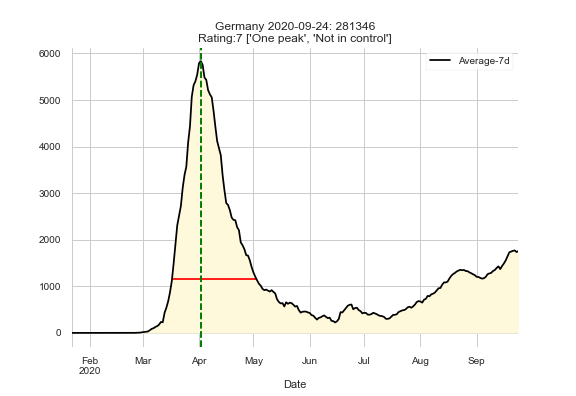 Germany 2020-09-24: 281346
Rating:7 ['One peak', 'Not in control']
Average-7d
6000
5000
4000
3000
2000
1000
0
Feb Mar Apr May Jun Jul Aug Sep
2020
Date